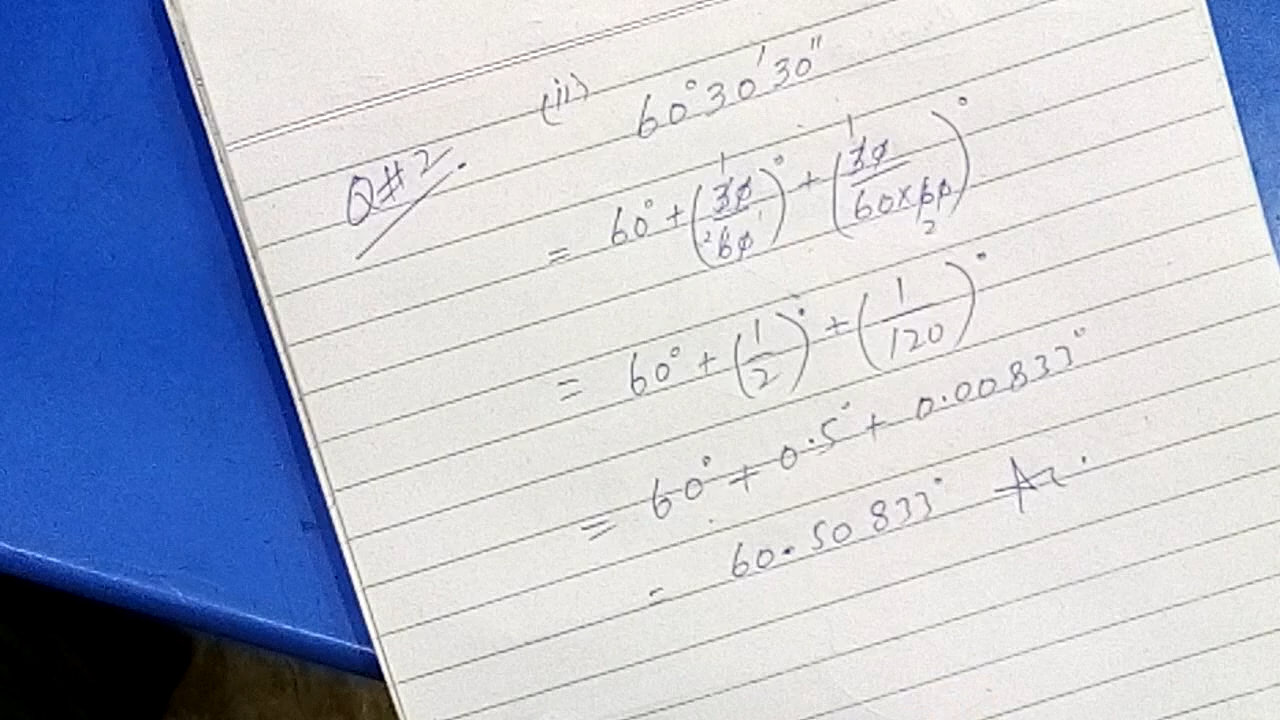 (ii) 60°30'30"
Q#2.
= 60° + (30/60)° + (30/60×60)°
= 60° + (1/2)° + (1/120)°
= 60° + 0.5° + 0.00833°
= 60.50833° As.